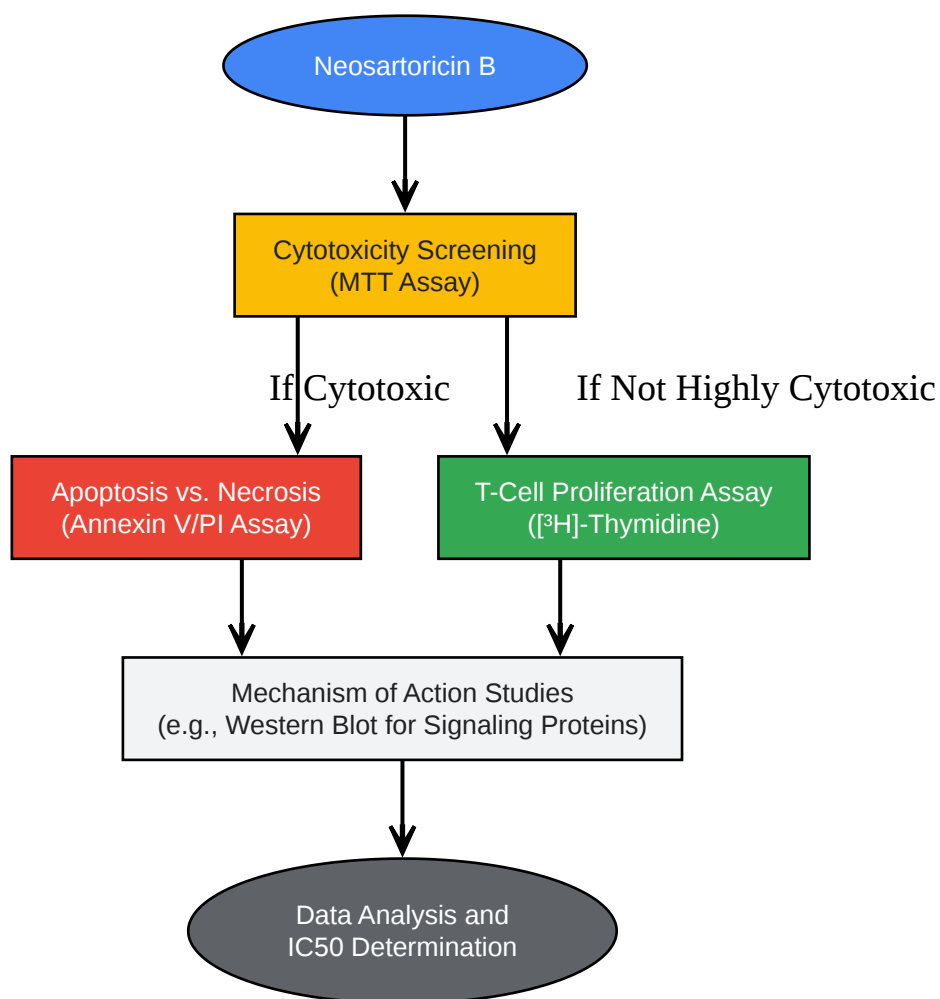 Neosartoricin B
Cytotoxicity Screening
(MTT Assay)
If Cytotoxic
If Not Highly Cytotoxic
Apoptosis vs. Necrosis
(Annexin V/PI Assay)
T-Cell Proliferation Assay
([³H]-Thymidine)
Mechanism of Action Studies
(e.g., Western Blot for Signaling Proteins)
Data Analysis and
IC50 Determination